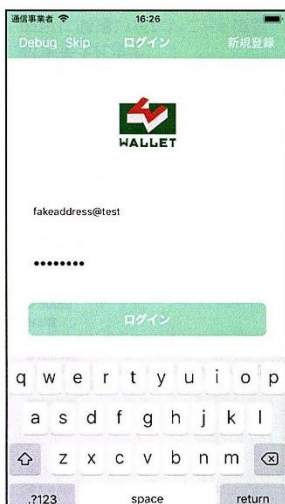 通信事業者 16:26
Debug Skip ログイン 新規登録
WALLET
fakeaddress@test
••••••••
ログイン
q w e r t y u i o p
a s d f g h j k l
z x c v b n m
.?123 space return